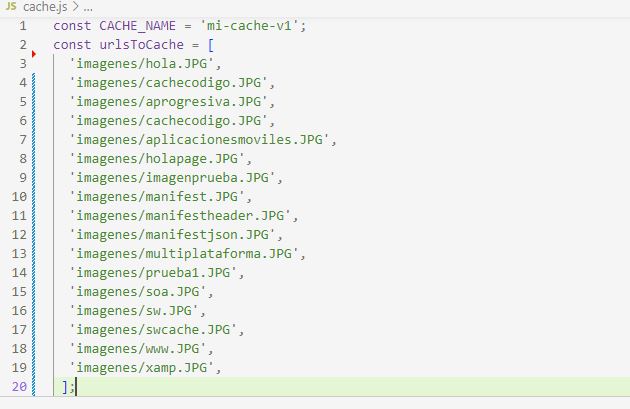 JS cache.js > ...
1 const CACHE_NAME = 'mi-cache-v1';
2 const urlsToCache = [
3 'imagenes/hola.JPG',
4 'imagenes/cachecodigo.JPG',
5 'imagenes/aprogresiva.JPG',
6 'imagenes/cachecodigo.JPG',
7 'imagenes/aplicacionesmoviles.JPG',
8 'imagenes/holapage.JPG',
9 'imagenes/imagenprueba.JPG',
10 'imagenes/manifest.JPG',
11 'imagenes/manifestheader.JPG',
12 'imagenes/manifestjson.JPG',
13 'imagenes/multiplataforma.JPG',
14 'imagenes/prueba1.JPG',
15 'imagenes/soa.JPG',
16 'imagenes/sw.JPG',
17 'imagenes/swcache.JPG',
18 'imagenes/www.JPG',
19 'imagenes/xamp.JPG',
20 ];